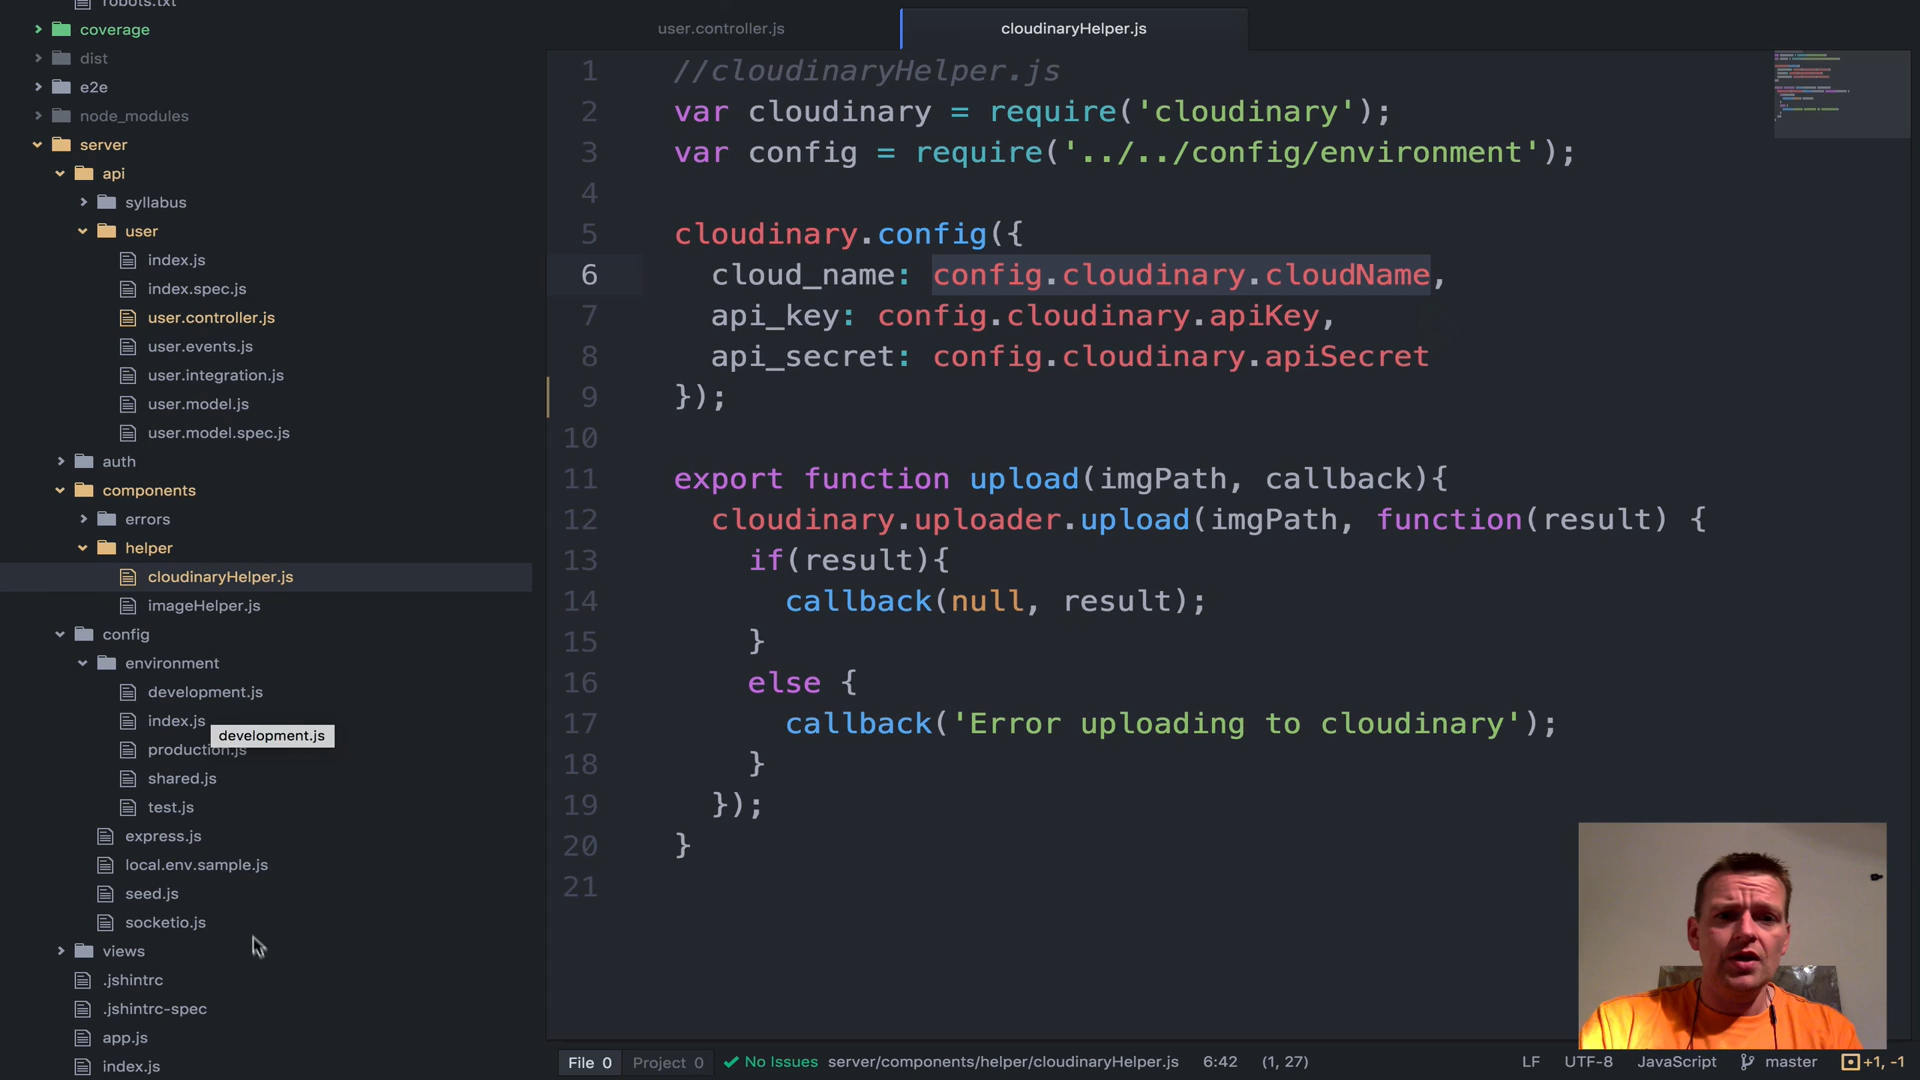 robots.txt
coverage
dist
e2e
node_modules
server
api
syllabus
user
index.js
index.spec.js
user.controller.js
user.events.js
user.integration.js
user.model.js
user.model.spec.js
auth
components
errors
helper
cloudinaryHelper.js
imageHelper.js
config
environment
development.js
index.js
development.js
production.js
shared.js
test.js
express.js
local.env.sample.js
seed.js
socketio.js
views
.jshintrc
.jshintrc-spec
app.js
index.js
user.controller.js
cloudinaryHelper.js
1 //cloudinaryHelper.js
2 var cloudinary = require('cloudinary');
3 var config = require('../../config/environment');
4
5 cloudinary.config({
6 cloud_name: config.cloudinary.cloudName,
7 api_key: config.cloudinary.apiKey,
8 api_secret: config.cloudinary.apiSecret
9 });
10
11 export function upload(imgPath, callback){
12 cloudinary.uploader.upload(imgPath, function(result) {
13 if(result){
14 callback(null, result);
15 }
16 else {
17 callback('Error uploading to cloudinary');
18 }
19 });
20 }
21
File 0 Project 0 No Issues server/components/helper/cloudinaryHelper.js 6:42 (1, 27) LF UTF-8 JavaScript master +1, -1